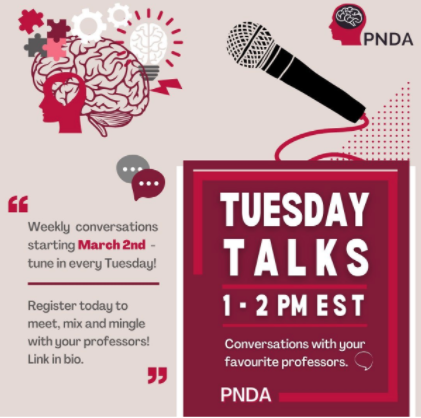 PNDA
“
Weekly conversations
starting March 2nd -
tune in every Tuesday!
Register today to
meet, mix and mingle
with your professors!
Link in bio.
”
TUESDAY
TALKS
1 - 2 PM EST
Conversations with your
favourite professors.
PNDA